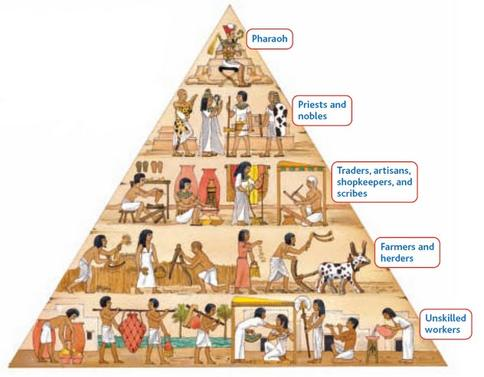 Pharaoh
Priests and
nobles
Traders, artisans,
shopkeepers, and
scribes
Farmers and
herders
Unskilled
workers